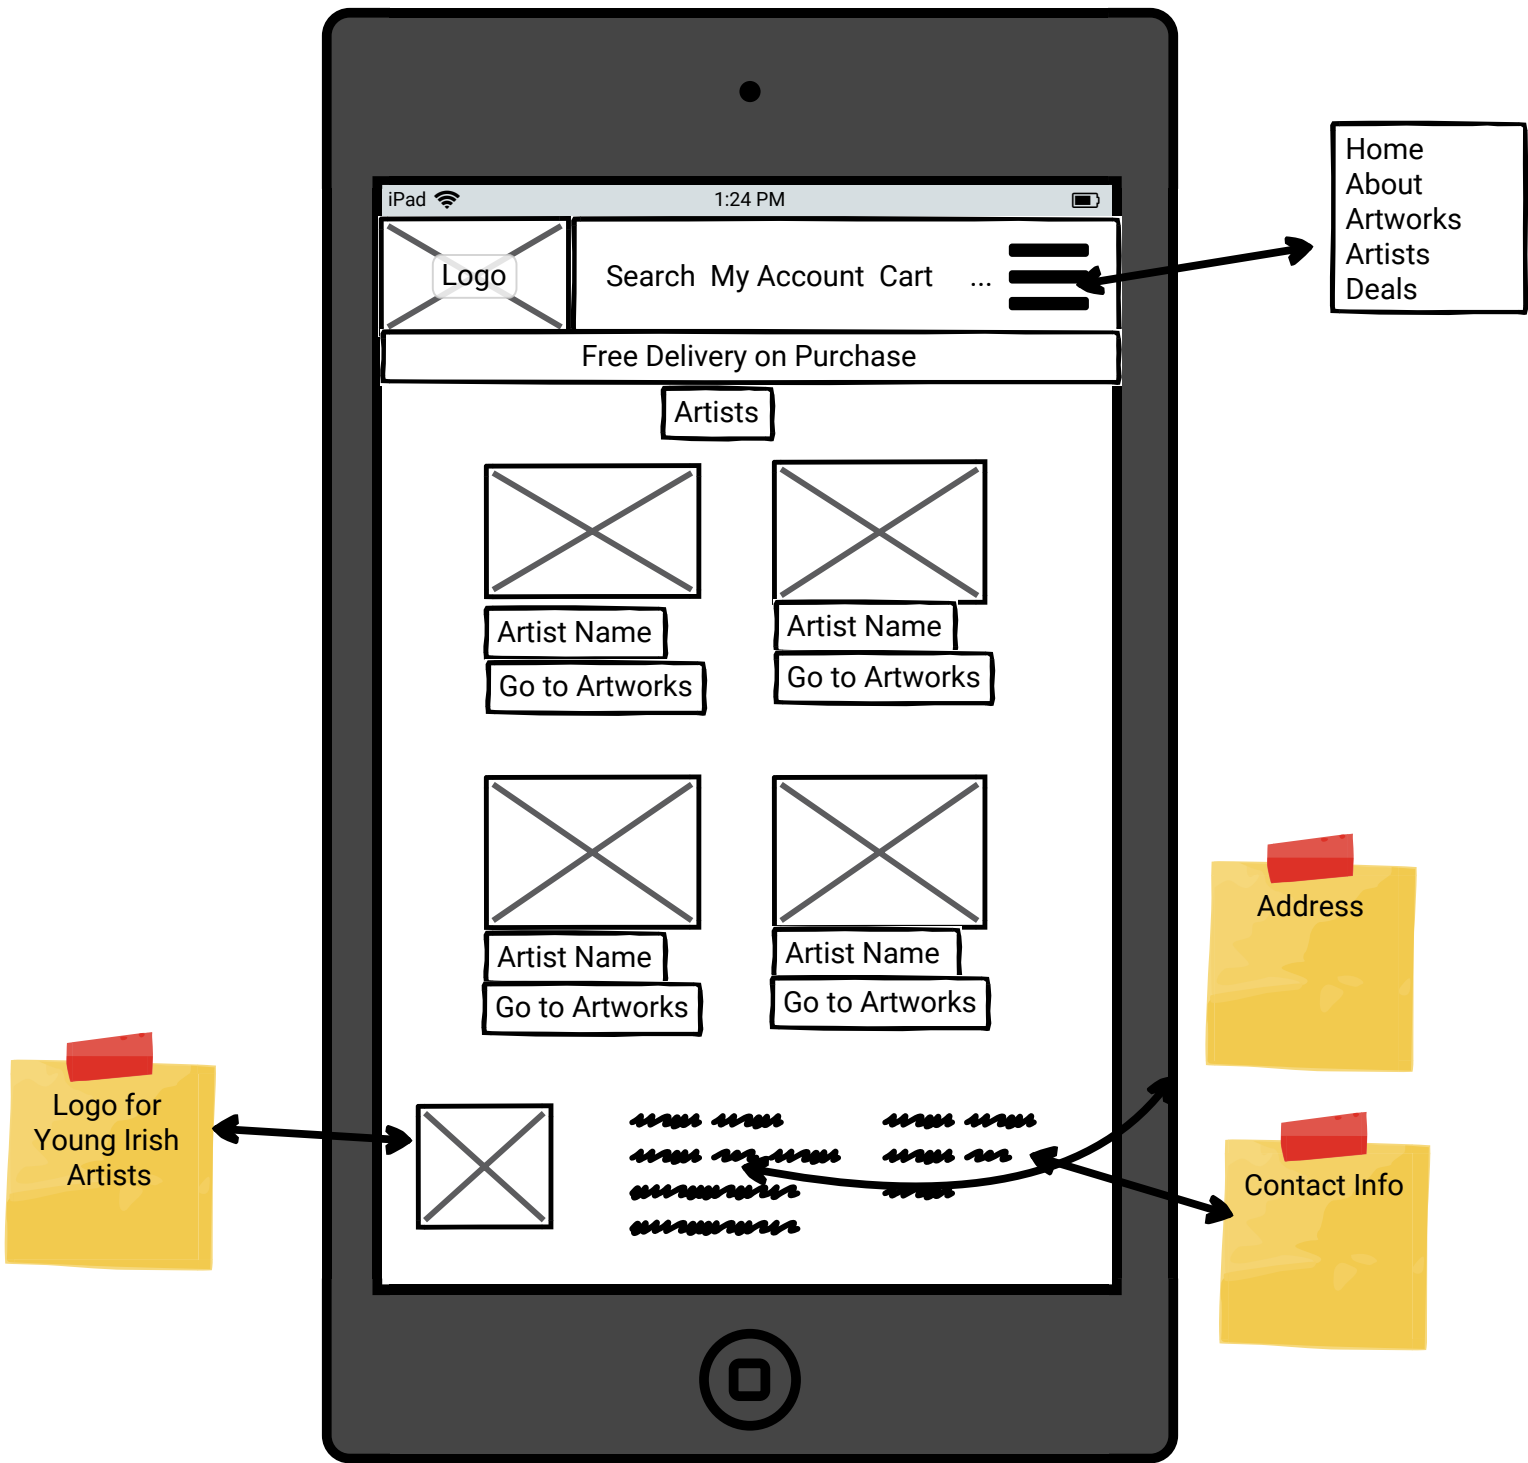 iPad
1:24 PM
Logo
Search My Account Cart ...
Free Delivery on Purchase
Artists
Artist Name
Go to Artworks
Artist Name
Go to Artworks
Artist Name
Go to Artworks
Artist Name
Go to Artworks
Home
About
Artworks
Artists
Deals
Address
Contact Info
Logo for
Young Irish
Artists